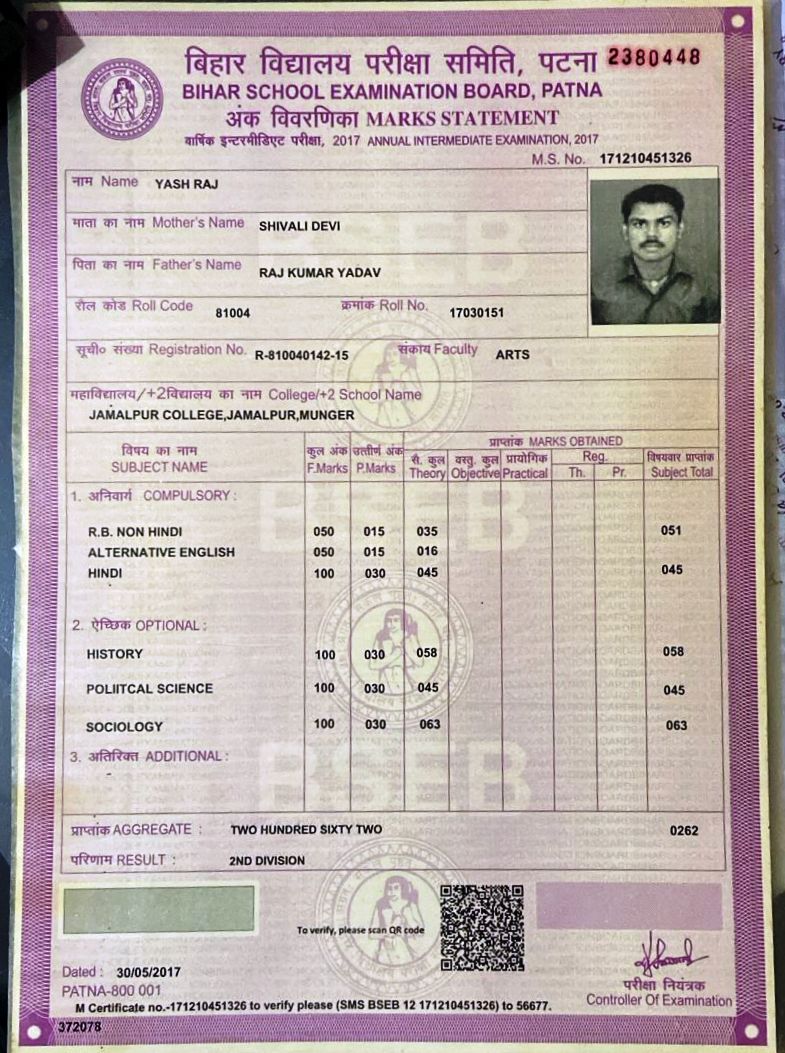 बिहार विद्यालय परीक्षा समिति, पटना 2380448
BIHAR SCHOOL EXAMINATION BOARD, PATNA
अंक विवरणिका MARKS STATEMENT
वार्षिक इन्टरमीडिएट परीक्षा, 2017 ANNUAL INTERMEDIATE EXAMINATION, 2017
M.S. No. 171210451326
नाम Name YASH RAJ
माता का नाम Mother's Name SHIVALI DEVI
पिता का नाम Father's Name RAJ KUMAR YADAV
रौल कोड Roll Code 81004 क्रमांक Roll No. 17030151
सूची० संख्या Registration No. R-810040142-15 संकाय Faculty ARTS
महाविद्यालय/+2विद्यालय का नाम College/+2 School Name
JAMALPUR COLLEGE,JAMALPUR,MUNGER
विषय का नाम कुल अंक उत्तीर्ण अंक प्राप्तांक MARKS OBTAINED
सै. कुल वस्तु. कुल प्रायोगिक Reg. विषयवार प्राप्तांक
SUBJECT NAME F.Marks P.Marks Theory Objective Practical Th. Pr. Subject Total
1. अनिवार्य COMPULSORY :
R.B. NON HINDI 050 015 035 051
ALTERNATIVE ENGLISH 050 015 016
HINDI 100 030 045 045
2. ऐच्छिक OPTIONAL :
HISTORY 100 030 058 058
POLIITCAL SCIENCE 100 030 045 045
SOCIOLOGY 100 030 063 063
3. अतिरिक्त ADDITIONAL :
-
प्राप्तांक AGGREGATE : TWO HUNDRED SIXTY TWO 0262
परिणाम RESULT : 2ND DIVISION
BSEB
BSEB
BSEB
To verify, please scan QR code
Dated : 30/05/2017
PATNA-800 001
परीक्षा नियंत्रक
Controller Of Examination
M Certificate no.-171210451326 to verify please (SMS BSEB 12 171210451326) to 56677.
372078